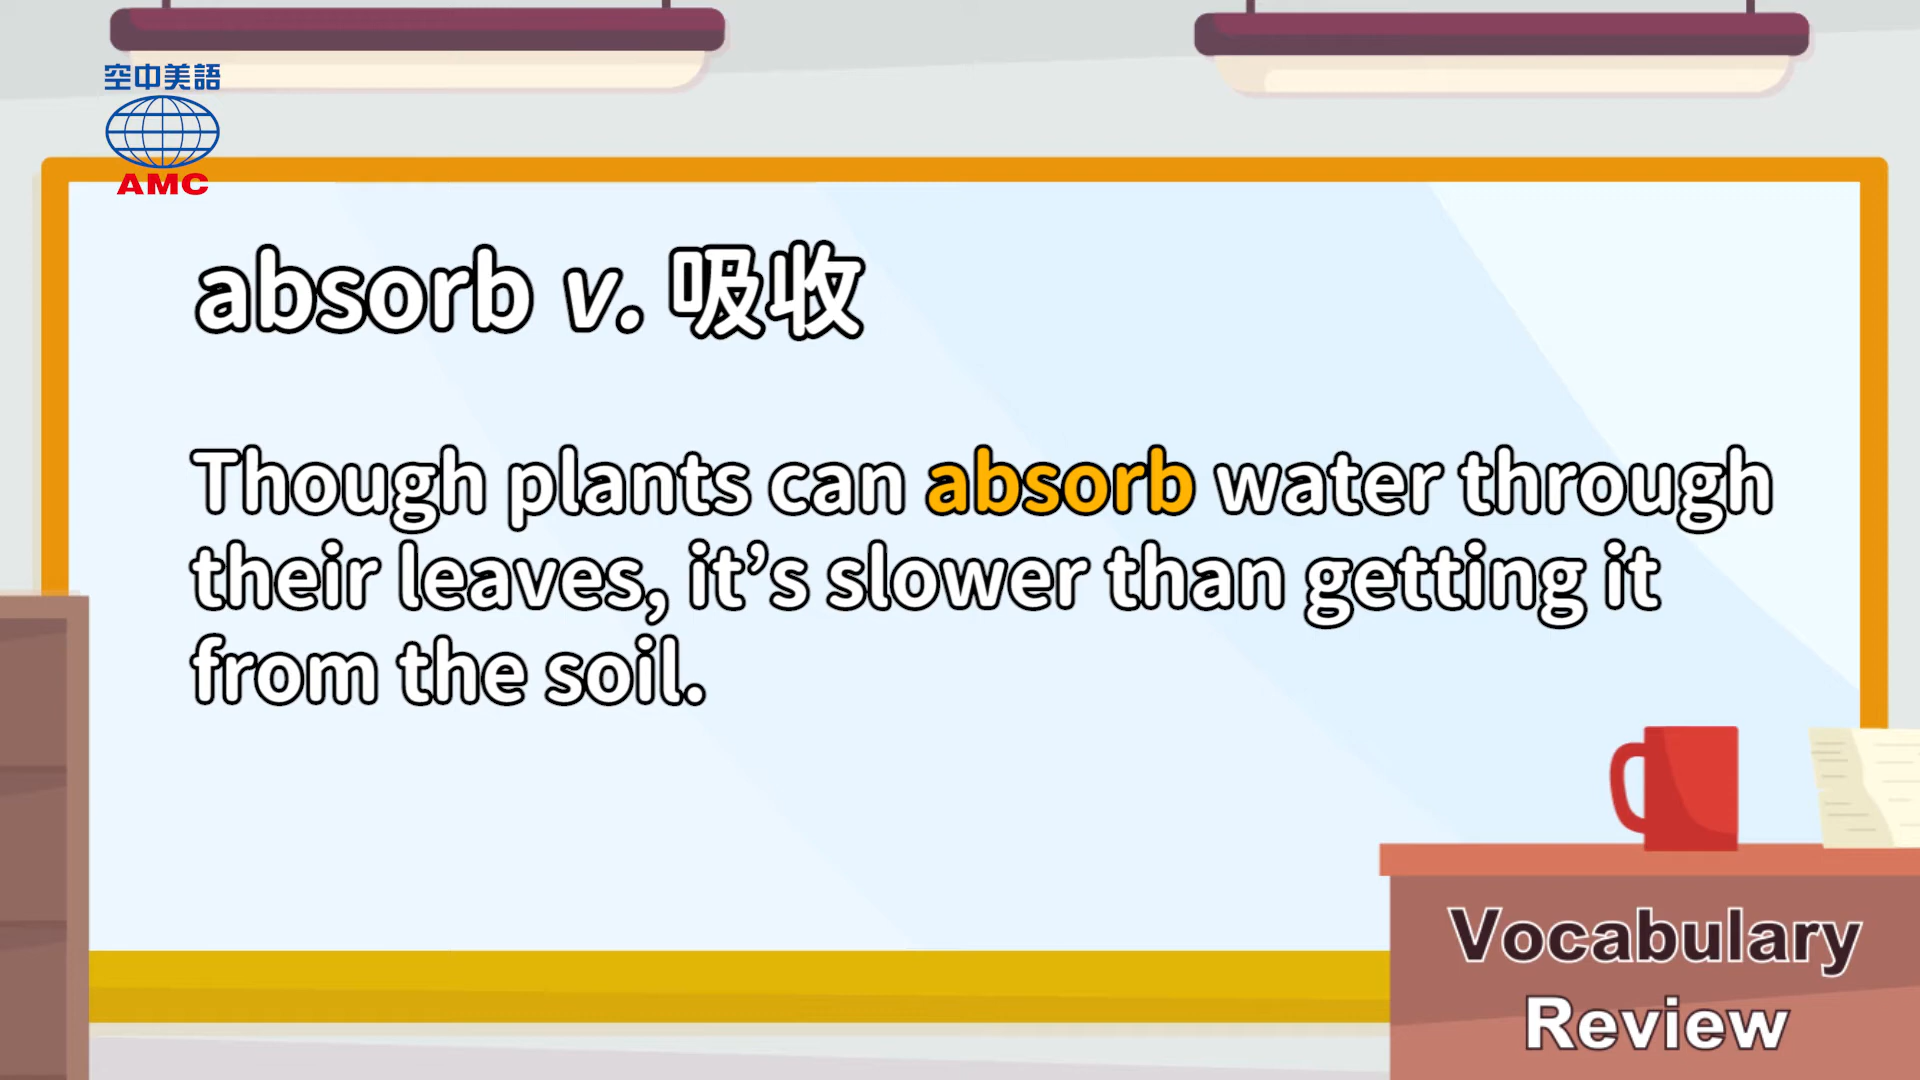 空中美語
AMC
absorb v. 吸收
Though plants can absorb water through
their leaves, it’s slower than getting it
from the soil.
Vocabulary
Review